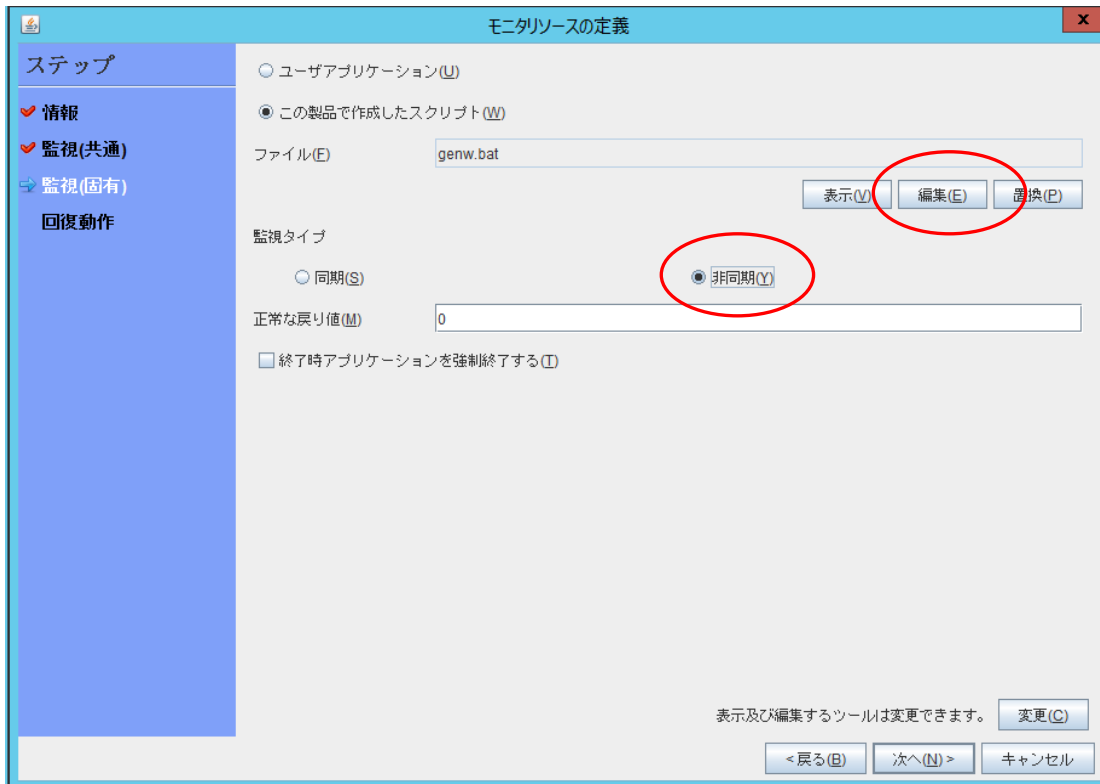 モニタリソースの定義
x
ステップ
情報
監視(共通)
監視(固有)
回復動作
ユーザアプリケーション(U)
この製品で作成したスクリプト(W)
ファイル(F) genw.bat
表示(V) 編集(E) 置換(P)
監視タイプ
同期(S) 非同期(Y)
正常な戻り値(M) 0
終了時アプリケーションを強制終了する(T)
表示及び編集するツールは変更できます。 変更(C)
<戻る(B) 次へ(N)> キャンセル